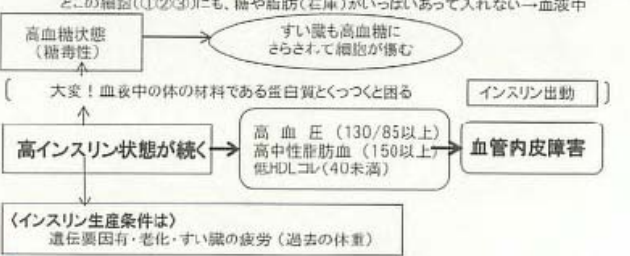 どこの細胞(①②③)にも、糖や脂肪(在庫)がいっぱいあって入れない→血液中
高血糖状態
(糖毒性)
すい臓も高血糖に
さらされて細胞が傷む
大変!血液中の体の材料である蛋白質とくっつくと困る
インスリン出動
高インスリン状態が続く
高 血 圧 (130/85以上)
高中性脂肪血 (150以上)
低HDLコレ(40未満)
血管内皮障害
〈インスリン生産条件は〉
遺伝要因有・老化・すい臓の疲労(過去の体重)